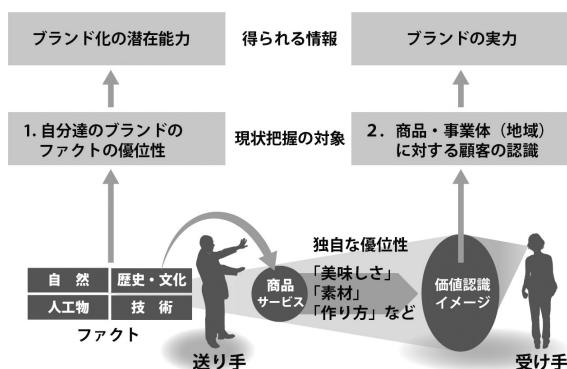 ブランド化の潜在能力
得られる情報
ブランドの実力
1. 自分達のブランドの
ファクトの優位性
現状把握の対象
2. 商品・事業体（地域）
に対する顧客の認識
自 然
歴史・文化
人工物
技 術
ファクト
送り手
商品
サービス
独自な優位性
「美味しさ」
「素材」
「作り方」など
価値認識
イメージ
受け手